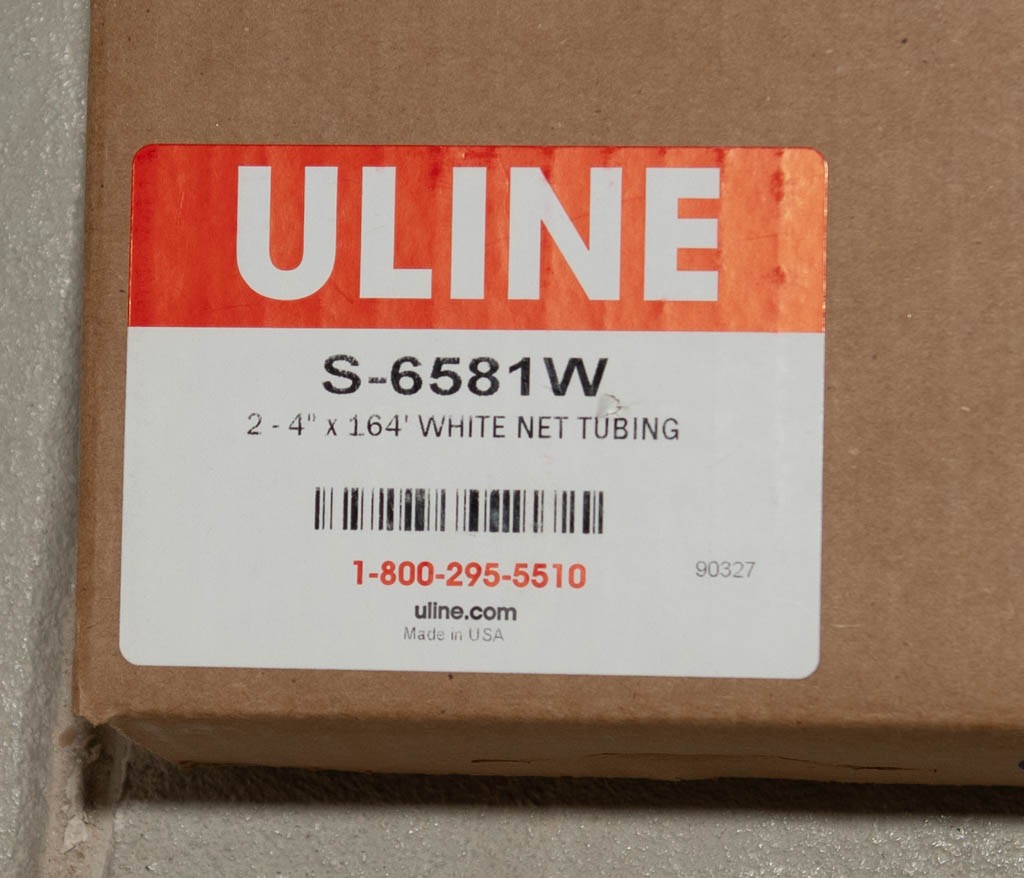 ULINE
S-6581W
2 - 4" x 164' WHITE NET TUBING
1-800-295-5510
90327
uline.com
Made in USA